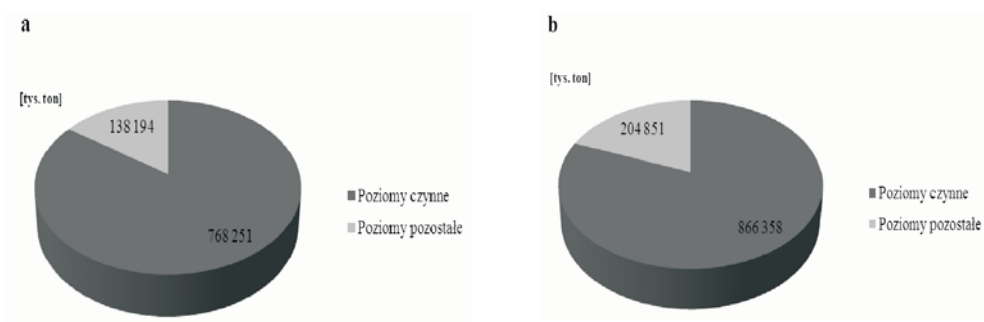 a
[tys. ton]
138 194
768 251
Poziomy czynne
Poziomy pozostałe
b
[tys. ton]
204 851
866 358
Poziomy czynne
Poziomy pozostałe